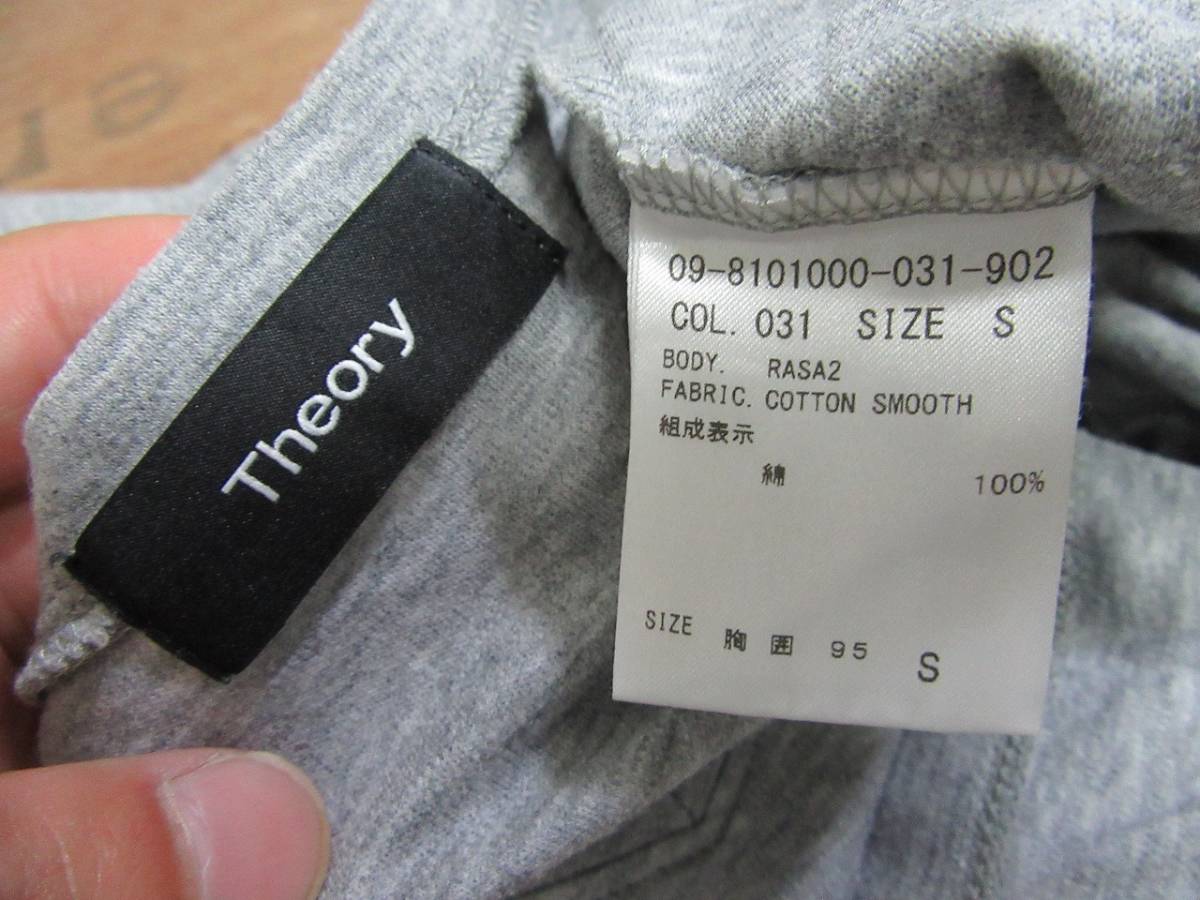 Theory
09-8101000-031-902
COL. 031 SIZE S
BODY. RASA2
FABRIC. COTTON SMOOTH
組成表示
綿 100%
SIZE 胸囲 95 S